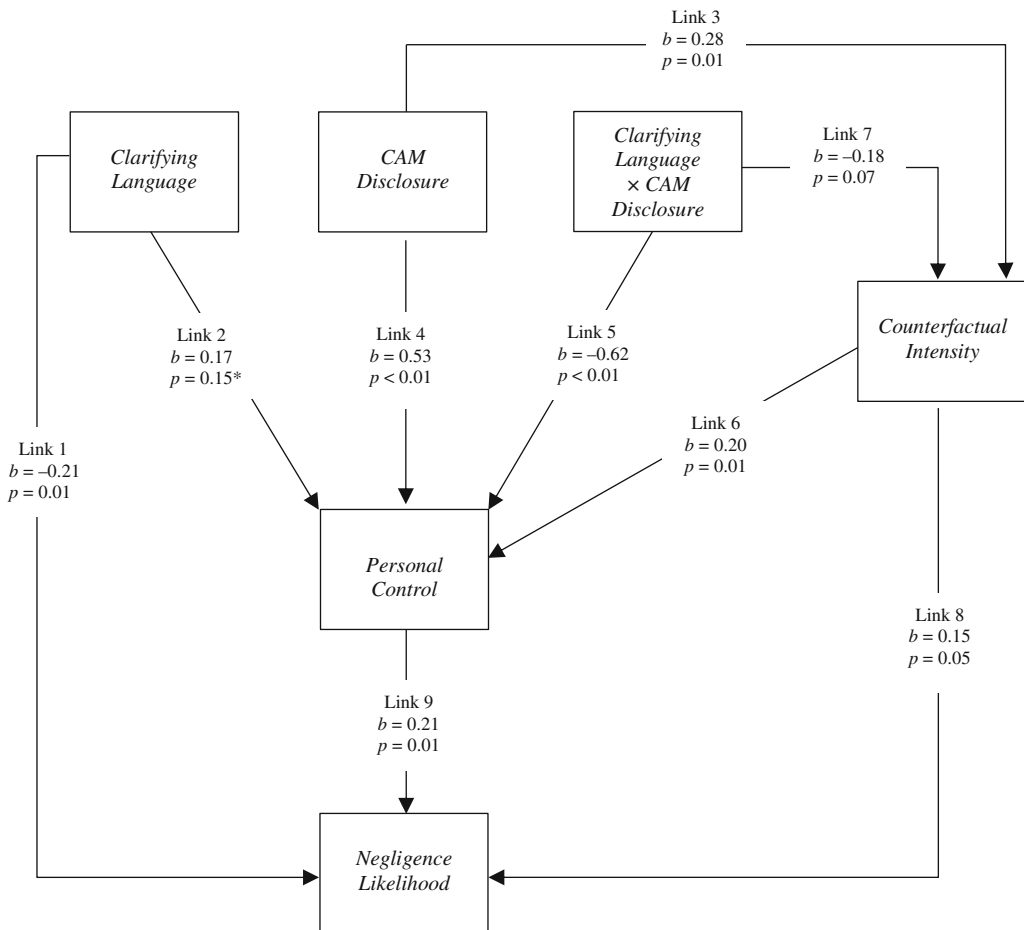 Link 3
b = 0.28
p = 0.01
Clarifying
Language
CAM
Disclosure
Clarifying
Language
× CAM
Disclosure
Link 7
b = –0.18
p = 0.07
Link 2
b = 0.17
p = 0.15*
Link 4
b = 0.53
p < 0.01
Link 5
b = –0.62
p < 0.01
Counterfactual
Intensity
Link 1
b = –0.21
p = 0.01
Link 6
b = 0.20
p = 0.01
Personal
Control
Link 8
b = 0.15
p = 0.05
Link 9
b = 0.21
p = 0.01
Negligence
Likelihood